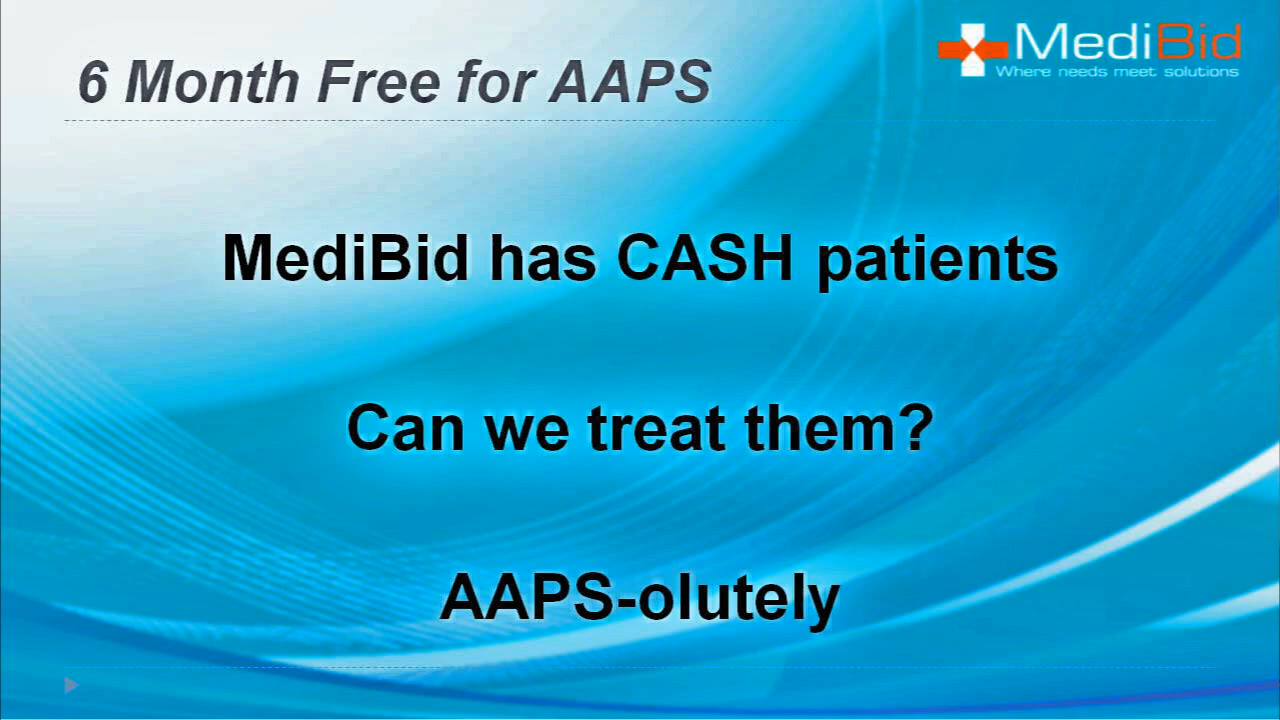 6 Month Free for AAPS
MediBid
Where needs meet solutions
MediBid has CASH patients
Can we treat them?
AAPS-olutely